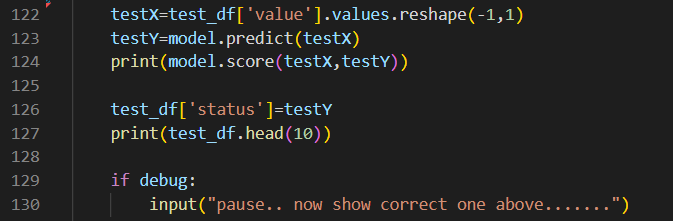 122 testX=test_df['value'].values.reshape(-1,1)
123 testY=model.predict(testX)
124 print(model.score(testX,testY))
125
126 test_df['status']=testY
127 print(test_df.head(10))
128
129 if debug:
130 input("pause.. now show correct one above.......")